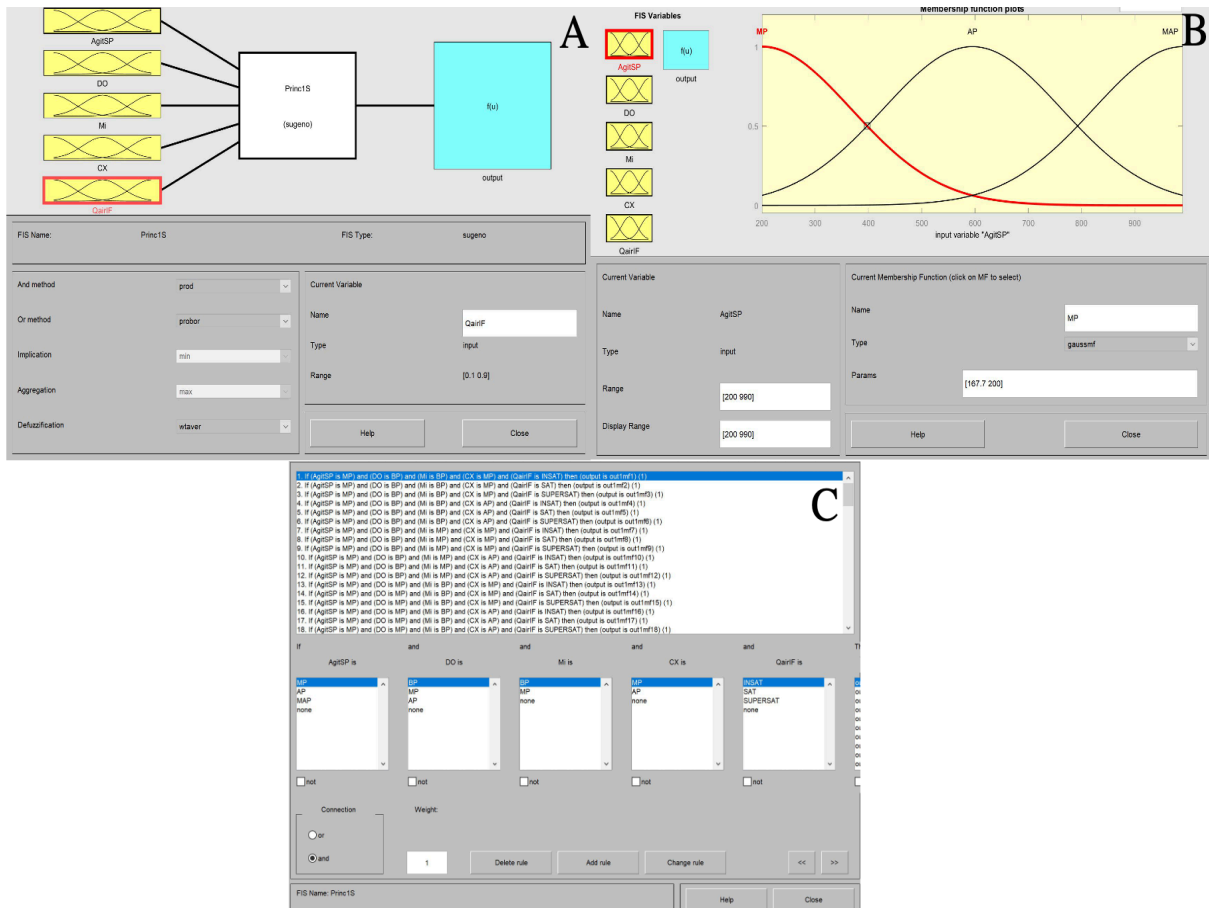 A
AgitSP
DO
Mi
CX
QairIF
Princ1S
(sugeno)
f(u)
output
FIS Name: Princ1S FIS Type: sugeno
And method prod
Or method probor
Implication min
Aggregation max
Defuzzification wtaver
Current Variable
Name QairIF
Type input
Range [0.1 0.9]
Help Close
B
FIS Variables
AgitSP
f(u)
output
DO
Mi
CX
QairIF
Membership function plots
MP AP MAP
1
0.5
0
200 300 400 500 600 700 800 900
input variable "AgitSP"
Current Variable
Name AgitSP
Type input
Range [200 990]
Display Range [200 990]
Current Membership Function (click on MF to select)
Name MP
Type gaussmf
Params [167.7 200]
Help Close
C
1. If (AgitSP is MP) and (DO is BP) and (Mi is BP) and (CX is MP) and (QairIF is INSAT) then (output is out1mf1) (1)
2. If (AgitSP is MP) and (DO is BP) and (Mi is BP) and (CX is MP) and (QairIF is SAT) then (output is out1mf2) (1)
3. If (AgitSP is MP) and (DO is BP) and (Mi is BP) and (CX is MP) and (QairIF is SUPERSAT) then (output is out1mf3) (1)
4. If (AgitSP is MP) and (DO is BP) and (Mi is BP) and (CX is AP) and (QairIF is INSAT) then (output is out1mf4) (1)
5. If (AgitSP is MP) and (DO is BP) and (Mi is BP) and (CX is AP) and (QairIF is SAT) then (output is out1mf5) (1)
6. If (AgitSP is MP) and (DO is BP) and (Mi is BP) and (CX is AP) and (QairIF is SUPERSAT) then (output is out1mf6) (1)
7. If (AgitSP is MP) and (DO is BP) and (Mi is MP) and (CX is MP) and (QairIF is INSAT) then (output is out1mf7) (1)
8. If (AgitSP is MP) and (DO is BP) and (Mi is MP) and (CX is MP) and (QairIF is SAT) then (output is out1mf8) (1)
9. If (AgitSP is MP) and (DO is BP) and (Mi is MP) and (CX is MP) and (QairIF is SUPERSAT) then (output is out1mf9) (1)
10. If (AgitSP is MP) and (DO is BP) and (Mi is MP) and (CX is AP) and (QairIF is INSAT) then (output is out1mf10) (1)
11. If (AgitSP is MP) and (DO is BP) and (Mi is MP) and (CX is AP) and (QairIF is SAT) then (output is out1mf11) (1)
12. If (AgitSP is MP) and (DO is BP) and (Mi is MP) and (CX is AP) and (QairIF is SUPERSAT) then (output is out1mf12) (1)
13. If (AgitSP is MP) and (DO is MP) and (Mi is BP) and (CX is MP) and (QairIF is INSAT) then (output is out1mf13) (1)
14. If (AgitSP is MP) and (DO is MP) and (Mi is BP) and (CX is MP) and (QairIF is SAT) then (output is out1mf14) (1)
15. If (AgitSP is MP) and (DO is MP) and (Mi is BP) and (CX is MP) and (QairIF is SUPERSAT) then (output is out1mf15) (1)
16. If (AgitSP is MP) and (DO is MP) and (Mi is BP) and (CX is AP) and (QairIF is INSAT) then (output is out1mf16) (1)
17. If (AgitSP is MP) and (DO is MP) and (Mi is BP) and (CX is AP) and (QairIF is SAT) then (output is out1mf17) (1)
18. If (AgitSP is MP) and (DO is MP) and (Mi is BP) and (CX is AP) and (QairIF is SUPERSAT) then (output is out1mf18) (1)
If and and and and
AgitSP is DO is Mi is CX is QairIF is
MP BP BP MP INSAT
AP MP MP AP SAT
MAP AP none none SUPERSAT
none none none
not not not not not
Connection Weight:
or
and 1 Delete rule Add rule Change rule << >>
FIS Name: Princ1S Help Close